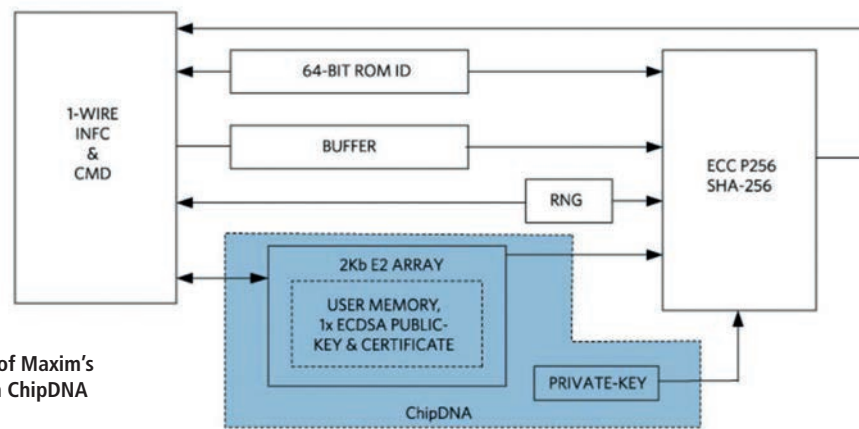 64-BIT ROM ID
1-WIRE
INFC
&
CMD
BUFFER
ECC P256
SHA-256
RNG
2Kb E2 ARRAY
USER MEMORY,
1x ECDSA PUBLIC-
KEY & CERTIFICATE
of Maxim's
ChipDNA
PRIVATE-KEY
ChipDNA